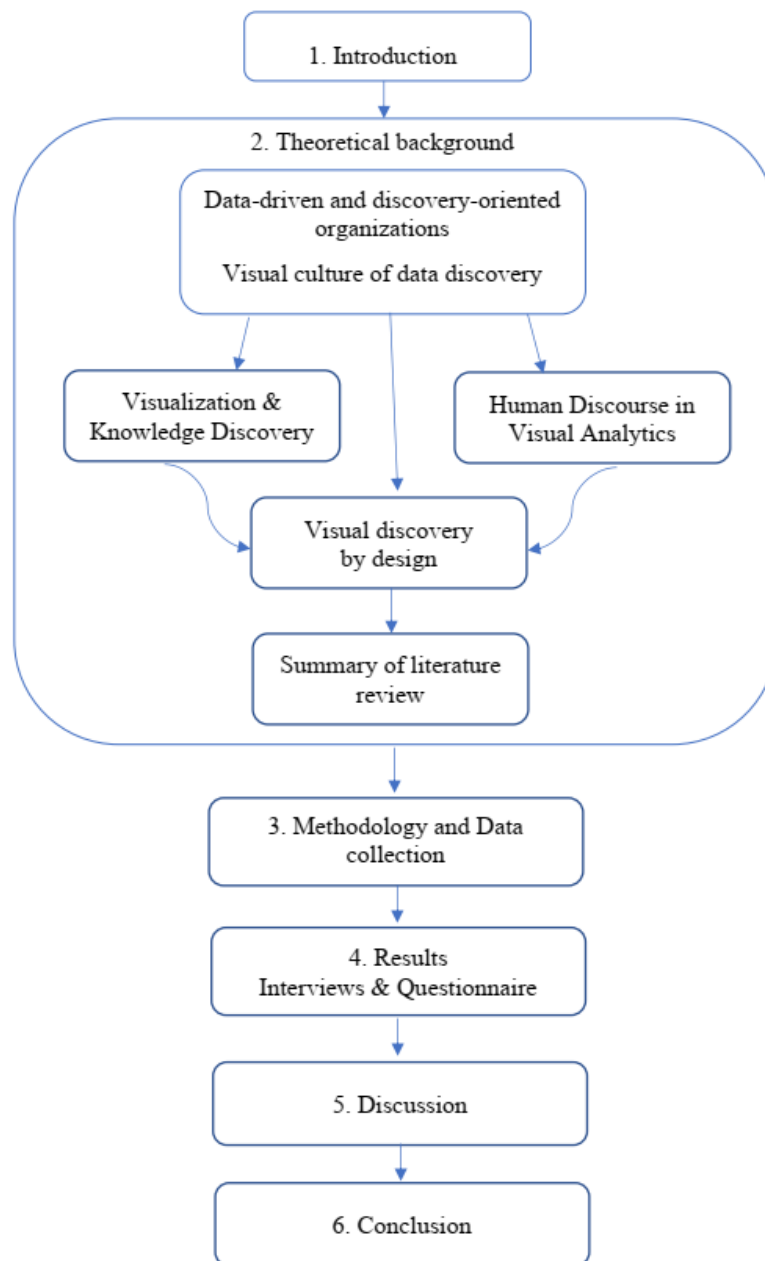 1. Introduction
2. Theoretical background
Data-driven and discovery-oriented
organizations
Visual culture of data discovery
Visualization &
Knowledge Discovery
Human Discourse in
Visual Analytics
Visual discovery
by design
Summary of literature
review
3. Methodology and Data
collection
4. Results
Interviews & Questionnaire
5. Discussion
6. Conclusion